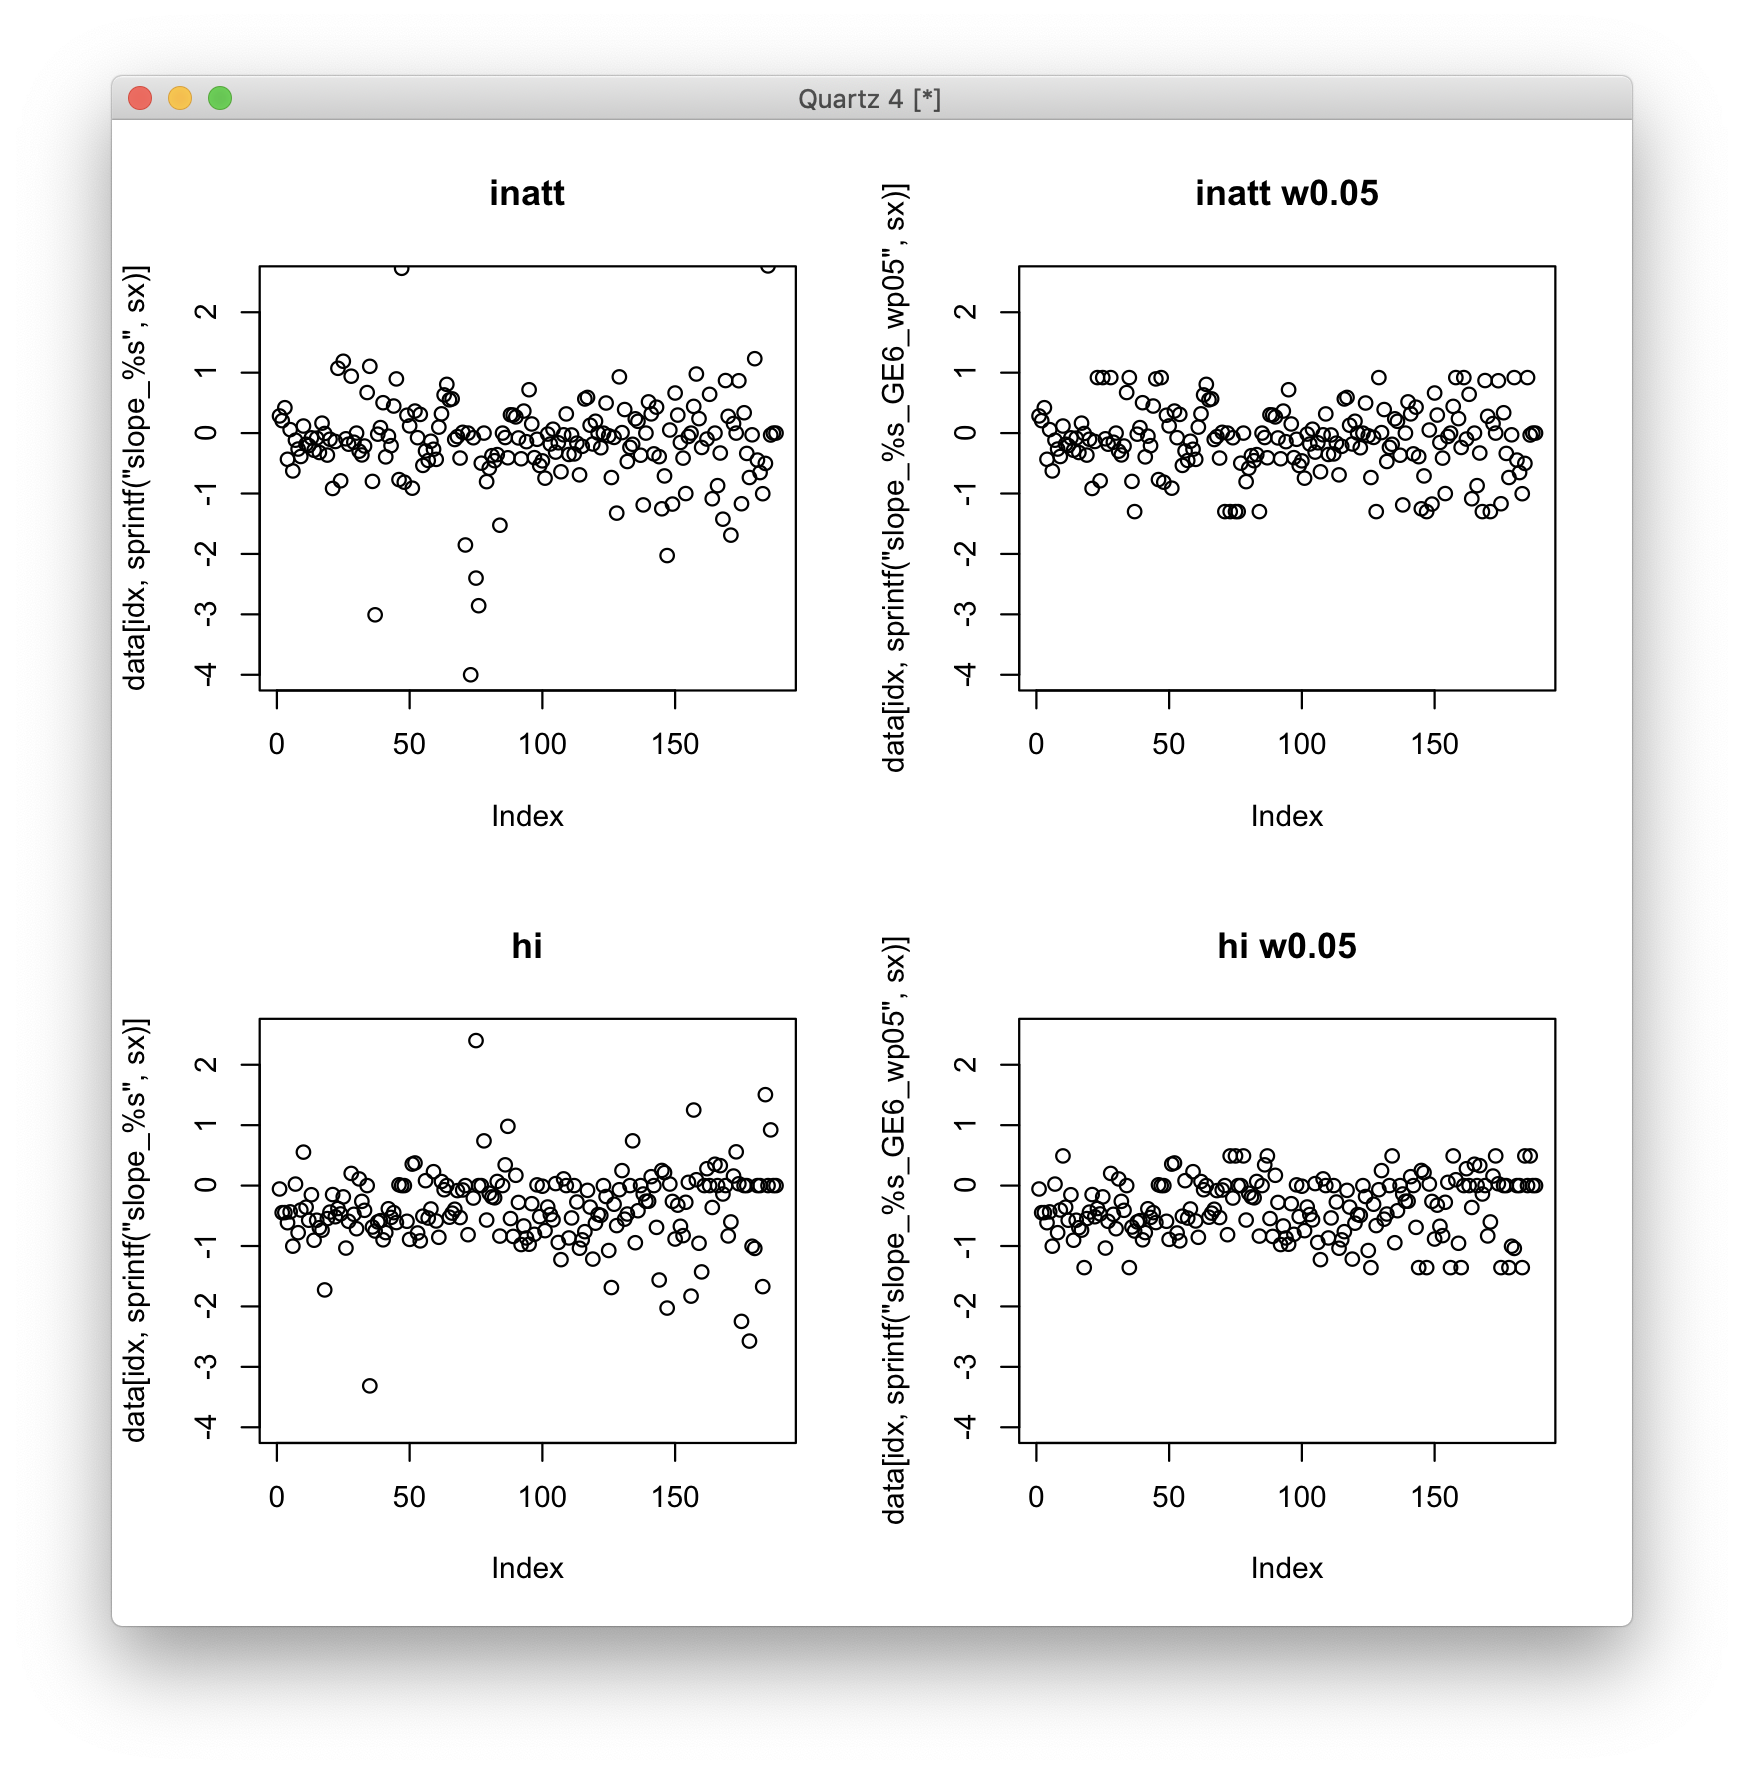 Quartz 4 [*]
inatt
data[idx, sprintf("slope_%s", sx)]
2
1
0
-1
-2
-3
-4
0 50 100 150
Index
inatt w0.05
data[idx, sprintf("slope_%s_GE6_wp05", sx)]
2
1
0
-1
-2
-3
-4
0 50 100 150
Index
hi
data[idx, sprintf("slope_%s", sx)]
2
1
0
-1
-2
-3
-4
0 50 100 150
Index
hi w0.05
data[idx, sprintf("slope_%s_GE6_wp05", sx)]
2
1
0
-1
-2
-3
-4
0 50 100 150
Index